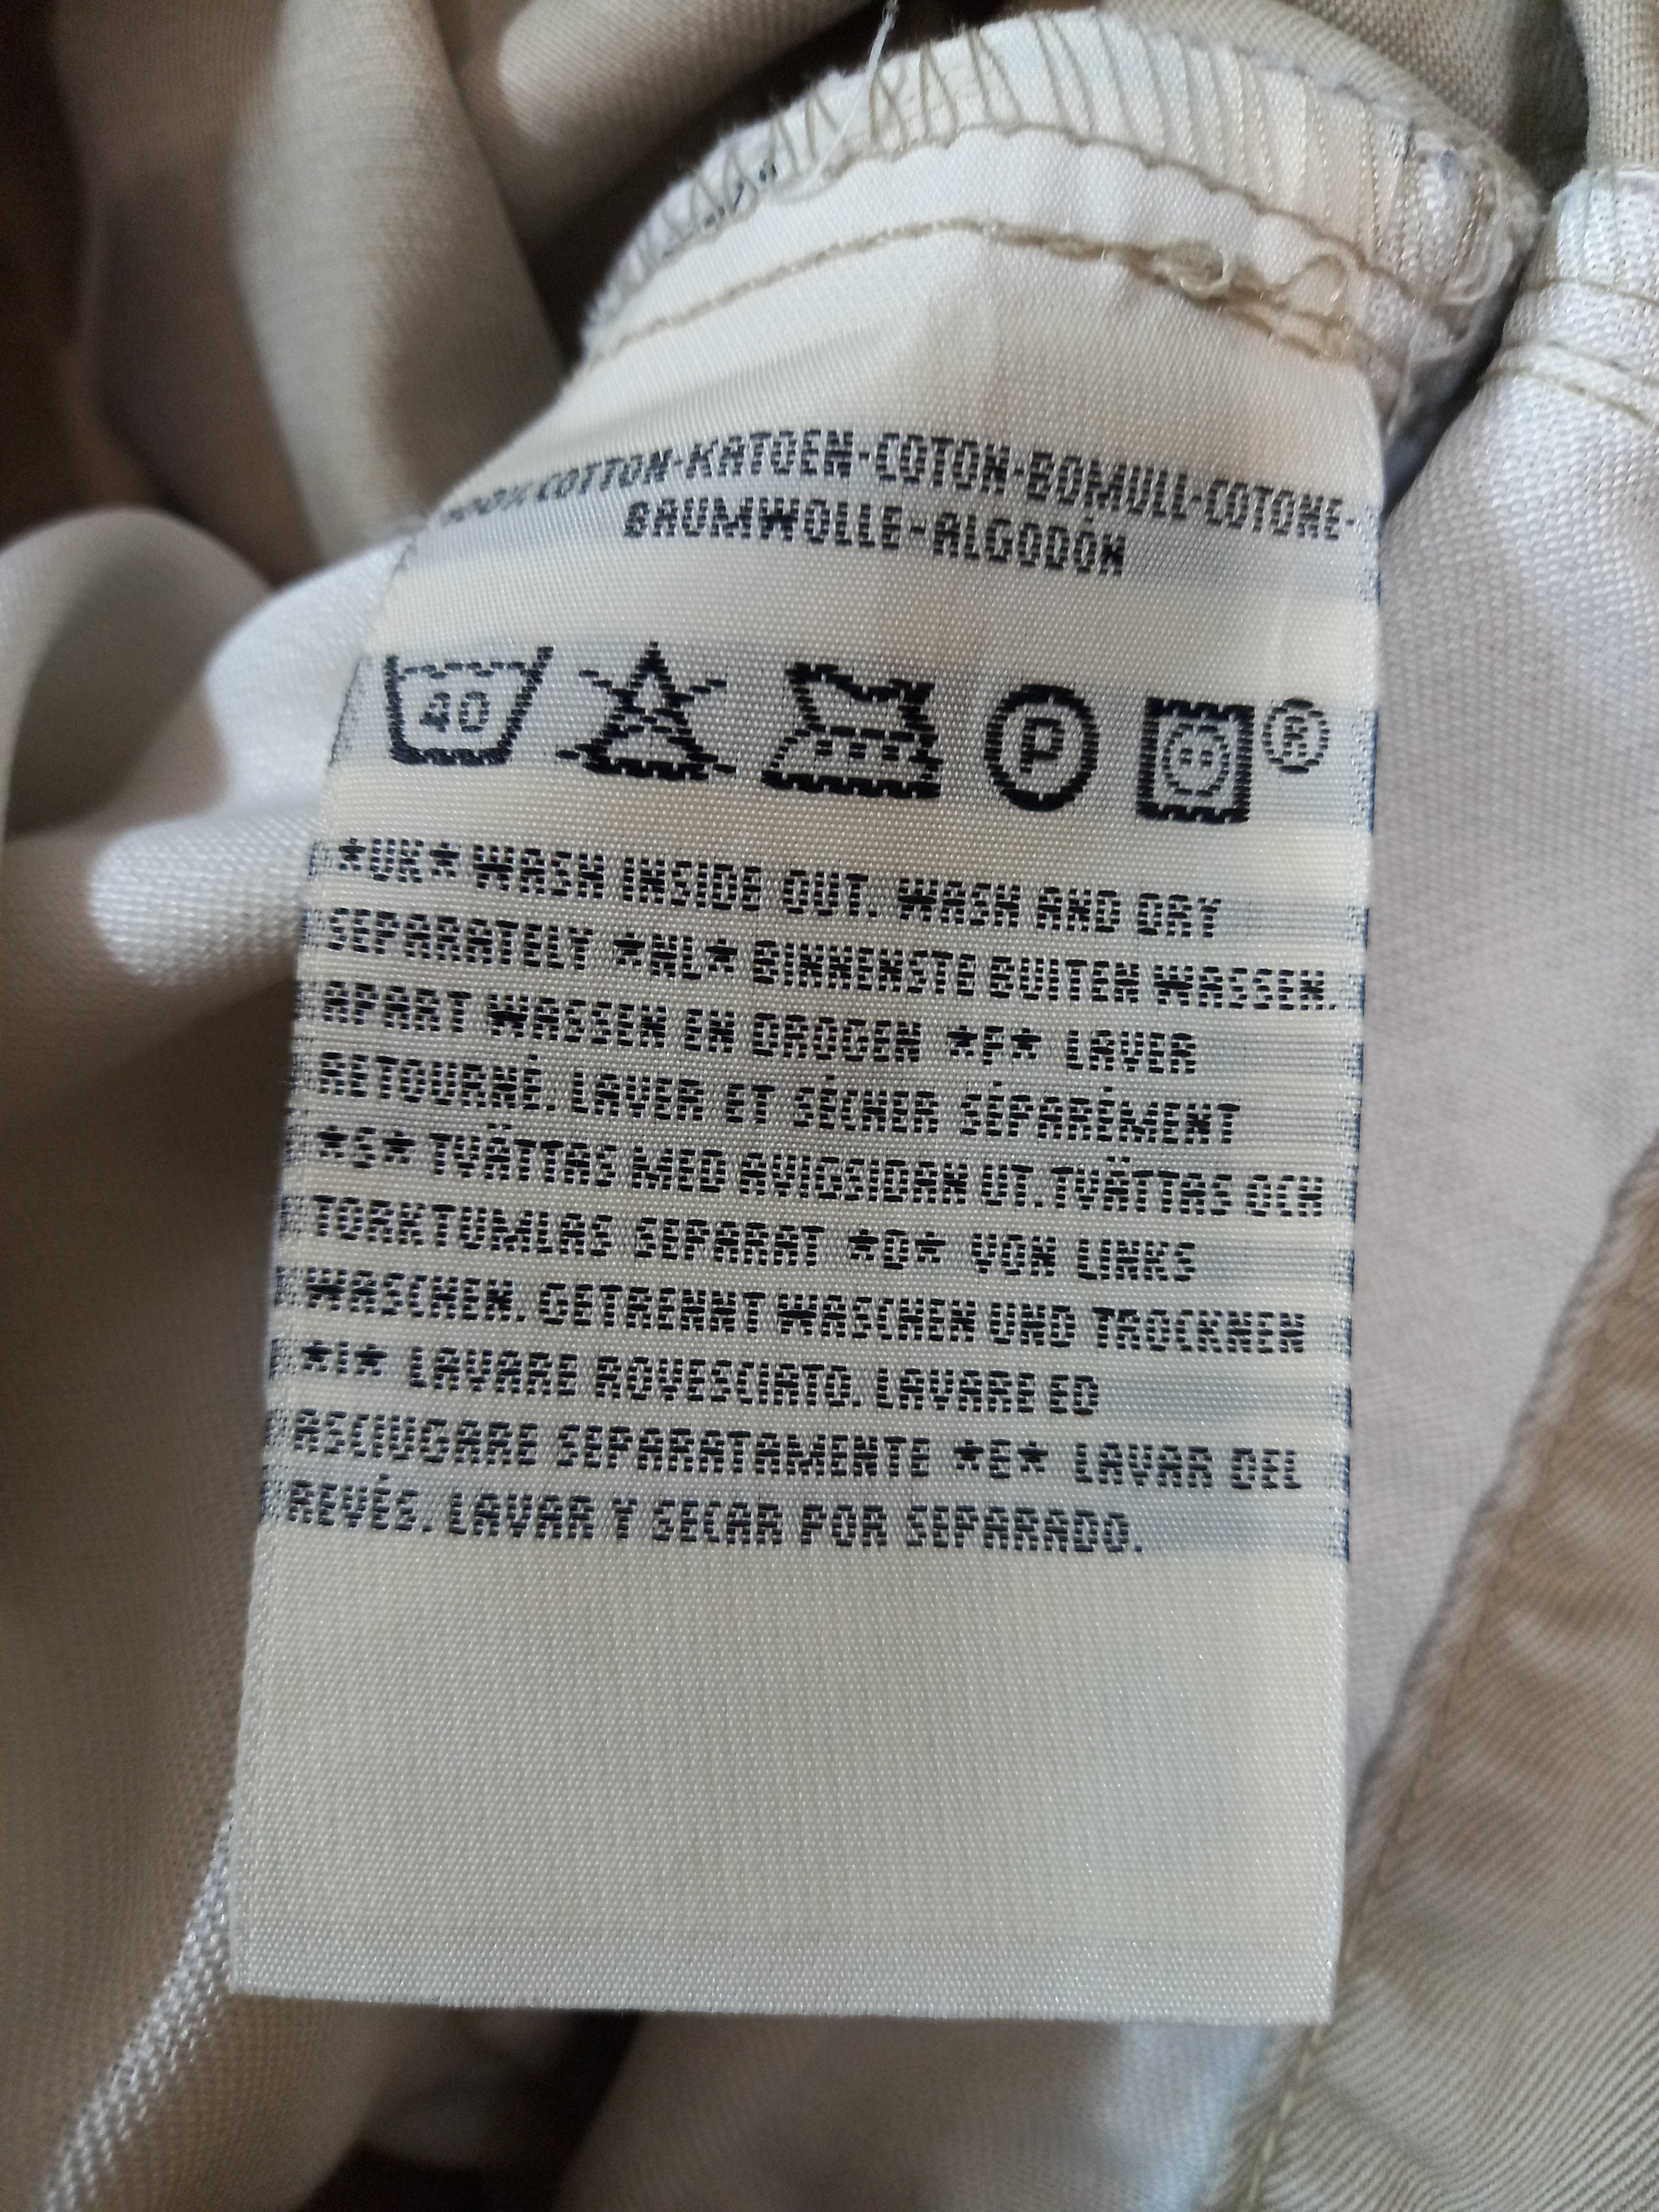 100% COTTON-KATOEN-COTON-BOMULL-COTONE-
BAUMWOLLE-ALGODÓN
40 P ®
*UK* WASH INSIDE OUT. WASH AND DRY
SEPARATELY *NL* BINNENSTE BUITEN WASSEN.
APART WASSEN EN DROGEN *F* LAVER
RETOURNÉ. LAVER ET SÉCHER SÉPARÉMENT
*S* TVÄTTAS MED AVIGSIDAN UT. TVÄTTAS OCH
TORKTUMLAS SEPARAT *D* VON LINKS
WASCHEN. GETRENNT WASCHEN UND TROCKNEN
*I* LAVARE ROVESCIATO. LAVARE ED
ASCIUGARE SEPARATAMENTE *E* LAVAR DEL
REVÉS. LAVAR Y SECAR POR SEPARADO.